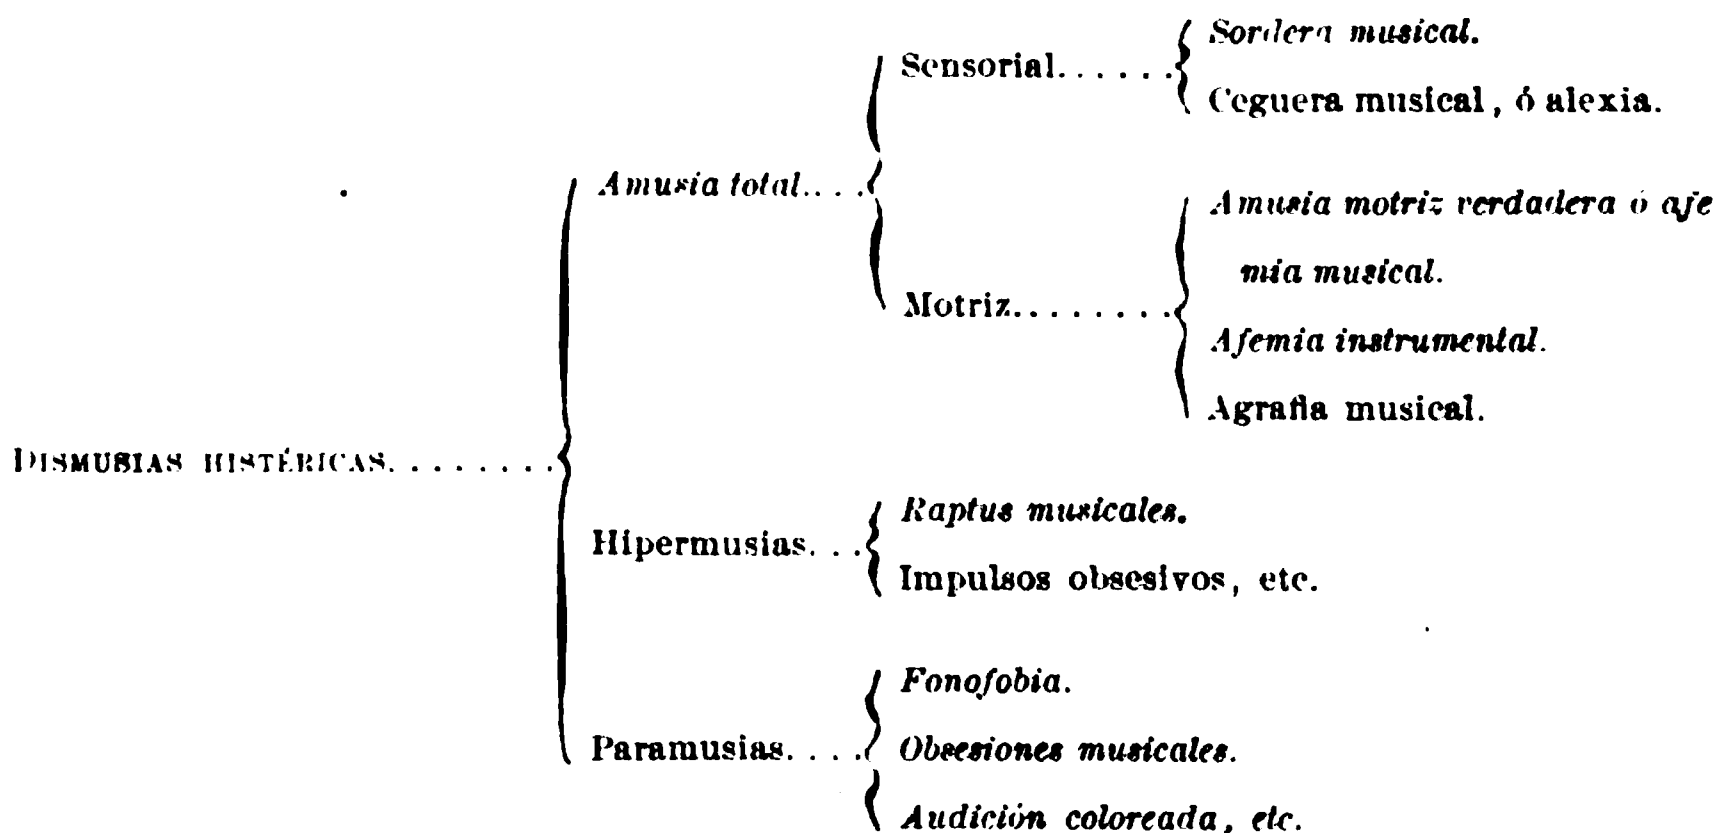 Sordera musical.
Sensorial......
Ceguera musical, ó alexia.
Amusia total....
Amusia motriz verdadera ó afe
mia musical.
Motriz........
Afemia instrumental.
Agrafia musical.
DISMUSIAS HISTÉRICAS........
Raptus musicales.
Hipermusias...
Impulsos obsesivos, etc.
Fonofobia.
Paramusias....
Obsesiones musicales.
Audición coloreada, etc.